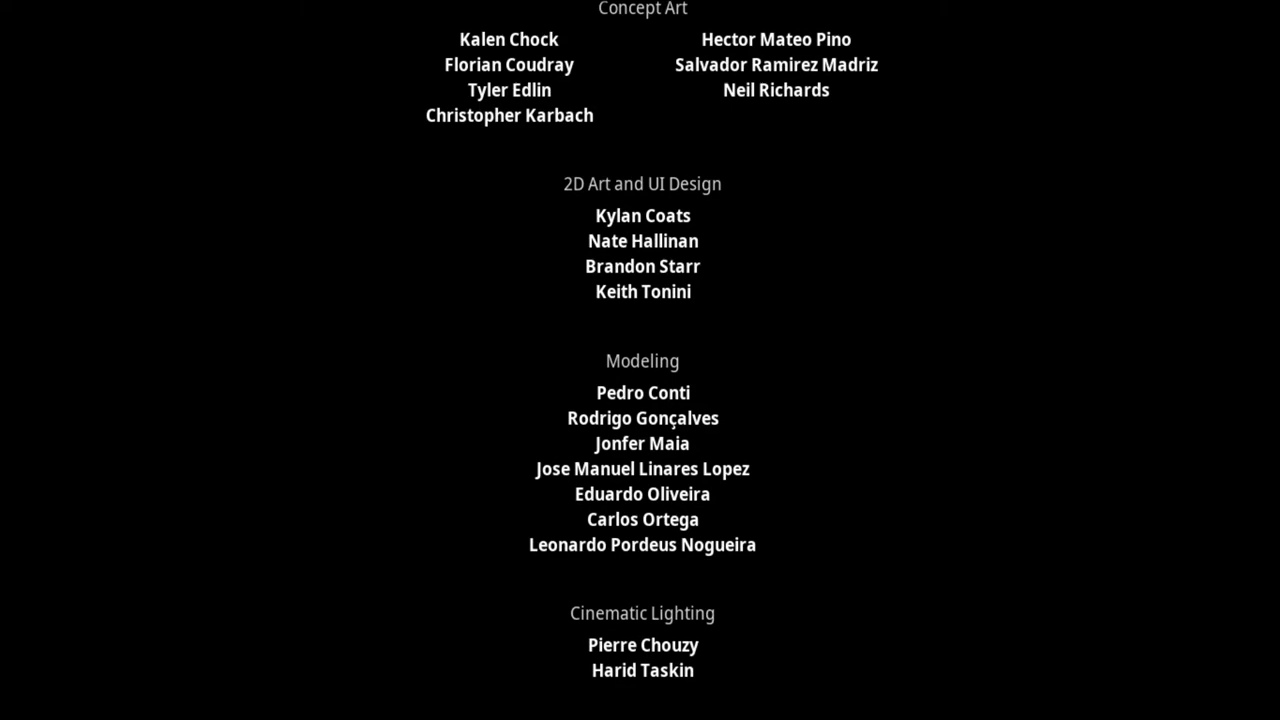 Concept Art
Kalen Chock
Florian Coudray
Tyler Edlin
Christopher Karbach
Hector Mateo Pino
Salvador Ramirez Madriz
Neil Richards
2D Art and UI Design
Kylan Coats
Nate Hallinan
Brandon Starr
Keith Tonini
Modeling
Pedro Conti
Rodrigo Gonçalves
Jonfer Maia
Jose Manuel Linares Lopez
Eduardo Oliveira
Carlos Ortega
Leonardo Pordeus Nogueira
Cinematic Lighting
Pierre Chouzy
Harid Taskin